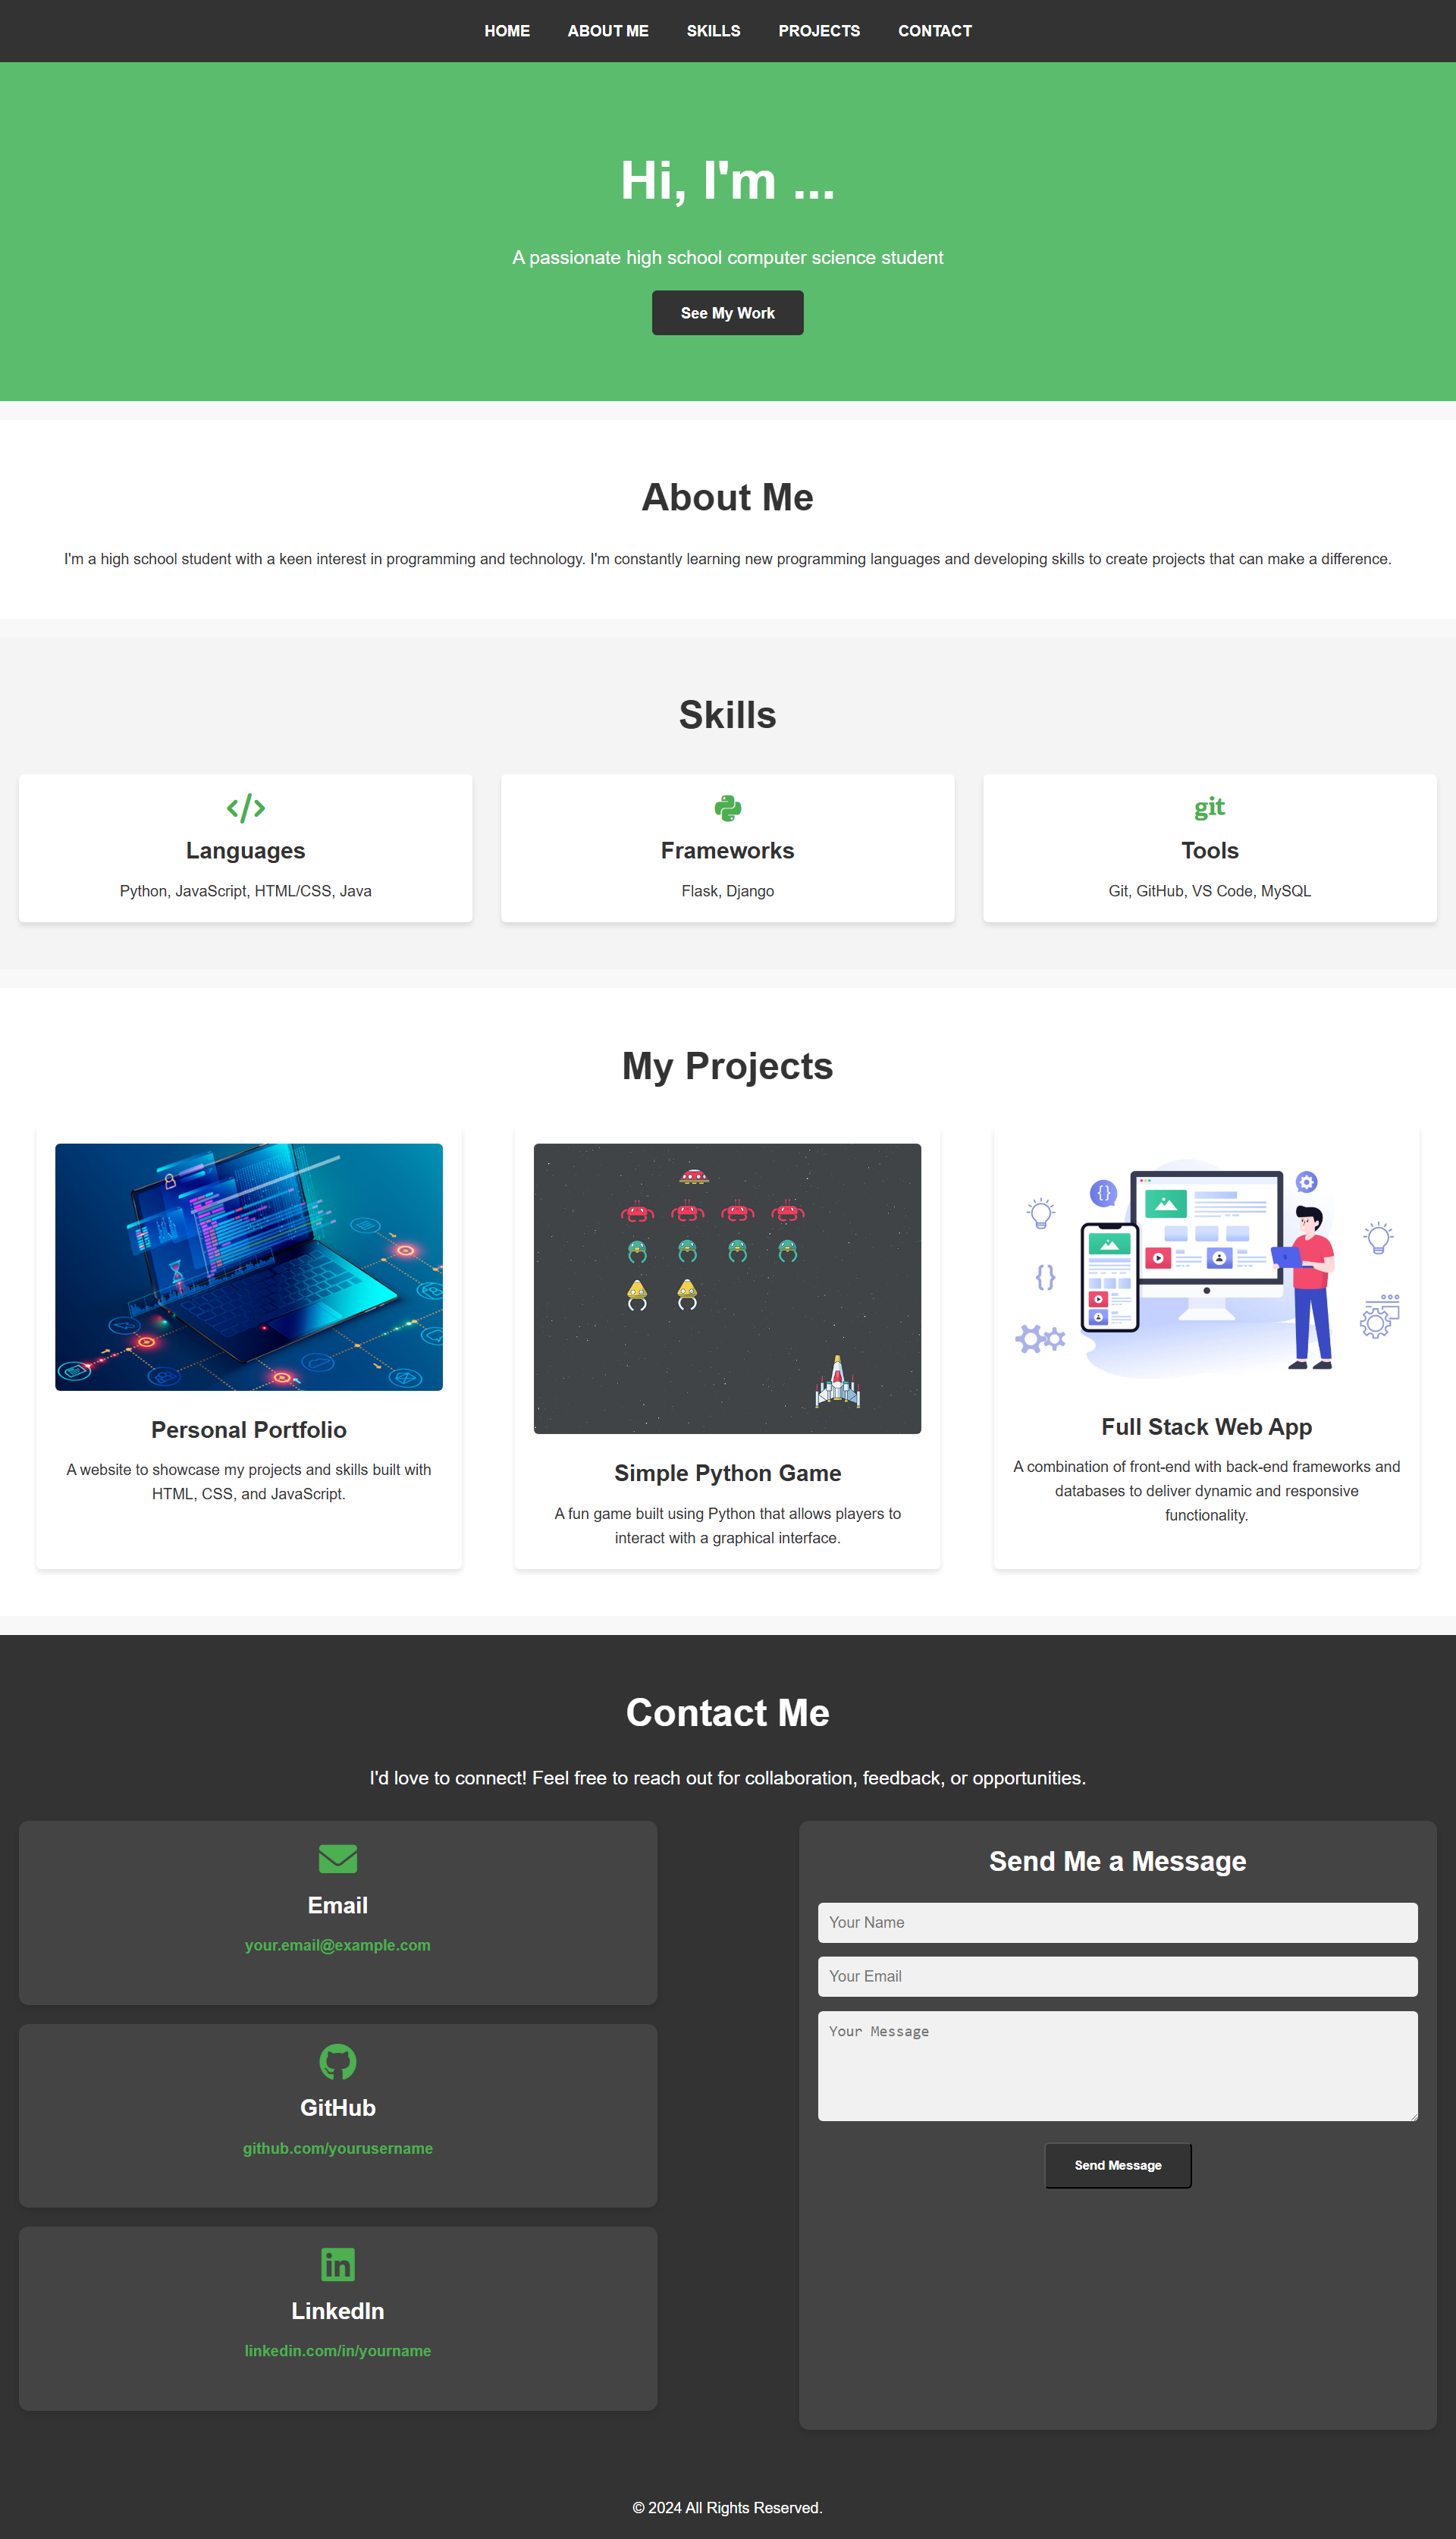 HOME ABOUT ME SKILLS PROJECTS CONTACT
Hi, I'm ...
A passionate high school computer science student
See My Work
About Me
I'm a high school student with a keen interest in programming and technology. I'm constantly learning new programming languages and developing skills to create projects that can make a difference.
Skills
Languages
Python, JavaScript, HTML/CSS, Java
Frameworks
Flask, Django
git
Tools
Git, GitHub, VS Code, MySQL
My Projects
Personal Portfolio
A website to showcase my projects and skills built with
HTML, CSS, and JavaScript.
Simple Python Game
A fun game built using Python that allows players to
interact with a graphical interface.
Full Stack Web App
A combination of front-end with back-end frameworks and
databases to deliver dynamic and responsive
functionality.
Contact Me
I'd love to connect! Feel free to reach out for collaboration, feedback, or opportunities.
Email
your.email@example.com
GitHub
github.com/yourusername
in
LinkedIn
linkedin.com/in/yourname
Send Me a Message
Your Name
Your Email
Your Message
Send Message
© 2024 All Rights Reserved.